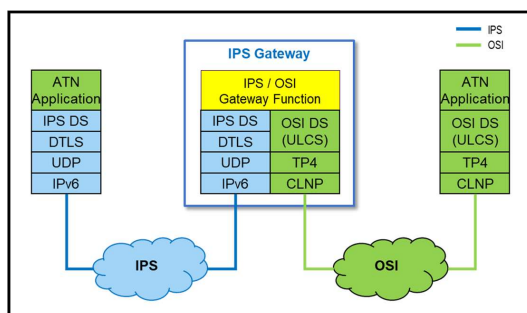 IPS
OSI
IPS Gateway
ATN
Application
IPS DS
DTLS
UDP
IPv6
IPS / OSI
Gateway Function
IPS DS
DTLS
UDP
IPv6
OSI DS
(ULCS)
TP4
CLNP
ATN
Application
OSI DS
(ULCS)
TP4
CLNP
IPS
OSI